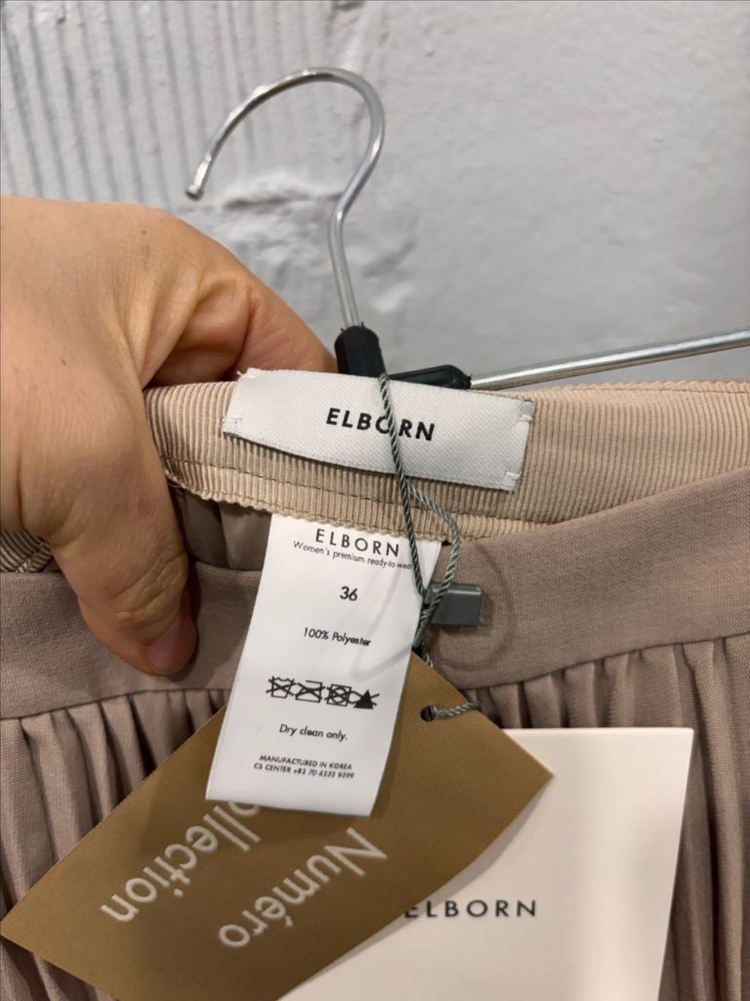 ELBORN
ELBORN
Women's premium ready-to-wear
36
100% Polyester
Dry clean only.
MANUFACTURED IN KOREA
CS CENTER +82 70 4333 9399
Numéro
ollection
ELBORN